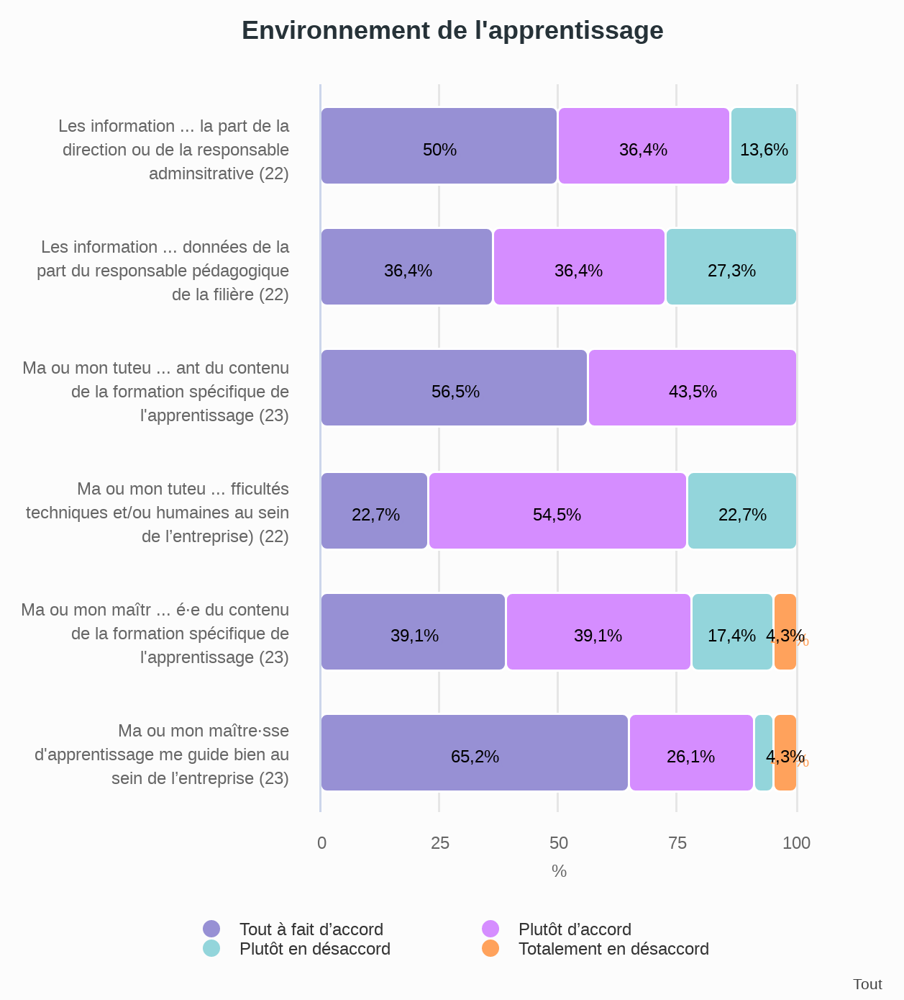 Environnement de l'apprentissage
Les information ... la part de la
direction ou de la responsable
adminsitrative (22)
50%
36,4%
13,6%
Les information ... données de la
part du responsable pédagogique
de la filière (22)
36,4%
36,4%
27,3%
Ma ou mon tuteu ... ant du contenu
de la formation spécifique de
l'apprentissage (23)
56,5%
43,5%
Ma ou mon tuteu ... fficultés
techniques et/ou humaines au sein
de l’entreprise) (22)
22,7%
54,5%
22,7%
Ma ou mon maîtr ... é·e du contenu
de la formation spécifique de
l'apprentissage (23)
39,1%
39,1%
17,4%
4,3%
Ma ou mon maître·sse
d'apprentissage me guide bien au
sein de l’entreprise (23)
65,2%
26,1%
4,3%
0
25
50
75
100
%
Tout à fait d’accord
Plutôt d’accord
Plutôt en désaccord
Totalement en désaccord
Tout